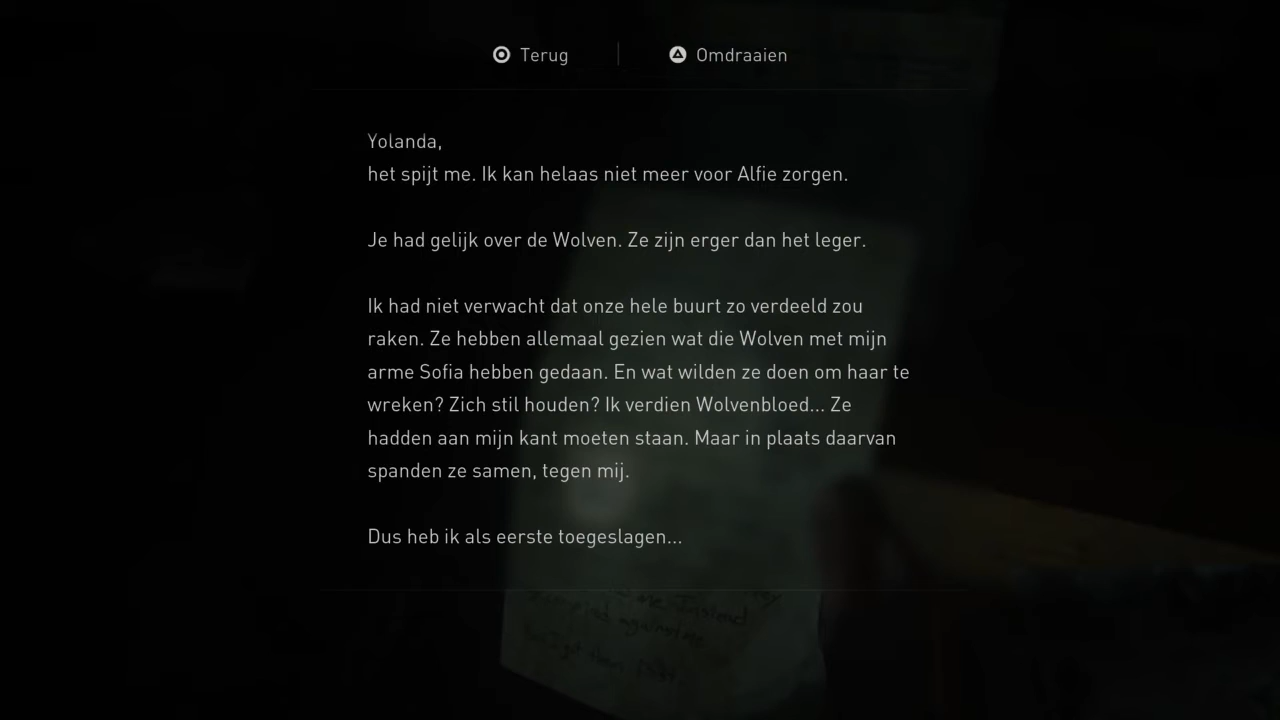 Terug
Omdraaien
Yolanda,
het spijt me. Ik kan helaas niet meer voor Alfie zorgen.
Je had gelijk over de Wolven. Ze zijn erger dan het leger.
Ik had niet verwacht dat onze hele buurt zo verdeeld zou
raken. Ze hebben allemaal gezien wat die Wolven met mijn
arme Sofia hebben gedaan. En wat wilden ze doen om haar te
wreken? Zich stil houden? Ik verdien Wolvenbloed... Ze
hadden aan mijn kant moeten staan. Maar in plaats daarvan
spanden ze samen, tegen mij.
Dus heb ik als eerste toegeslagen...
me. Instead
against me